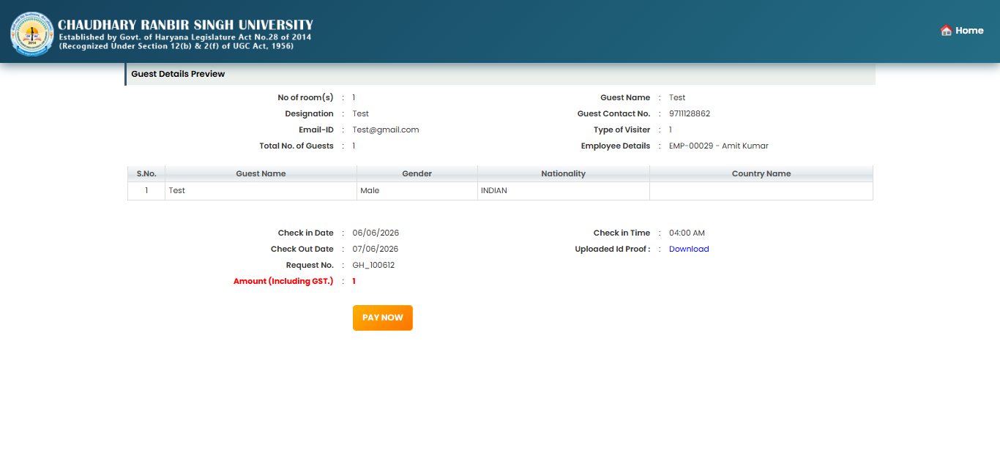 CHAUDHARY RANBIR SINGH UNIVERSITY
Established by Govt. of Haryana Legislature Act No.28 of 2014
(Recognized Under Section 12(b) & 2(f) of UGC Act, 1956)
2014
Home
Guest Details Preview
No of room(s) : 1 Guest Name : Test
Designation : Test Guest Contact No. : 9711128862
Email-ID : Test@gmail.com Type of Visiter : 1
Total No. of Guests : 1 Employee Details : EMP-00029 - Amit Kumar
S.No. Guest Name Gender Nationality Country Name
1 Test Male INDIAN
Check in Date : 06/06/2026 Check in Time : 04:00 AM
Check Out Date : 07/06/2026 Uploaded Id Proof : : Download
Request No. : GH_100612
Amount (Including GST.) : 1
PAY NOW